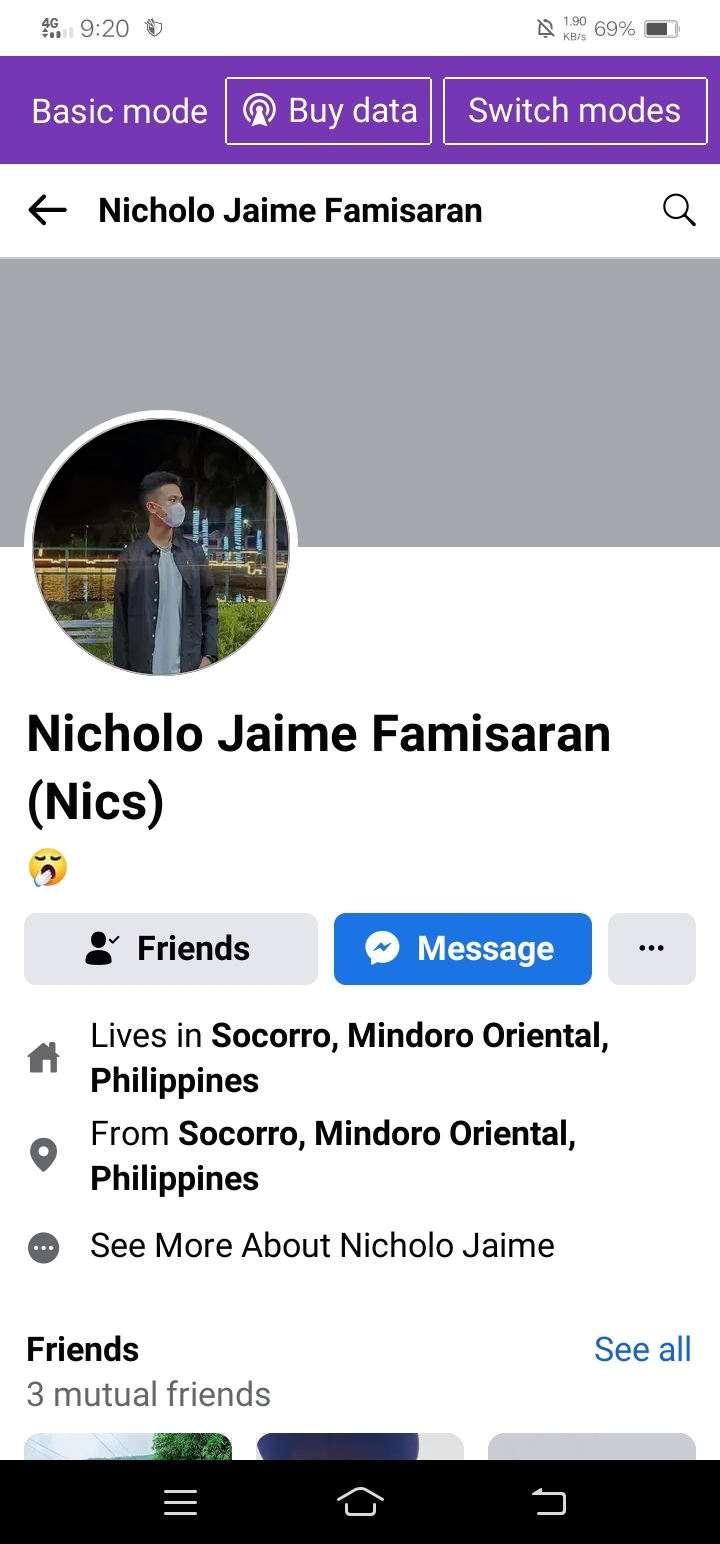 4G 9:20 1.90 KB/s 69%
Basic mode Buy data Switch modes
Nicholo Jaime Famisaran
Nicholo Jaime Famisaran
(Nics)
🥱
Friends Message ...
Lives in Socorro, Mindoro Oriental,
Philippines
From Socorro, Mindoro Oriental,
Philippines
See More About Nicholo Jaime
Friends See all
3 mutual friends